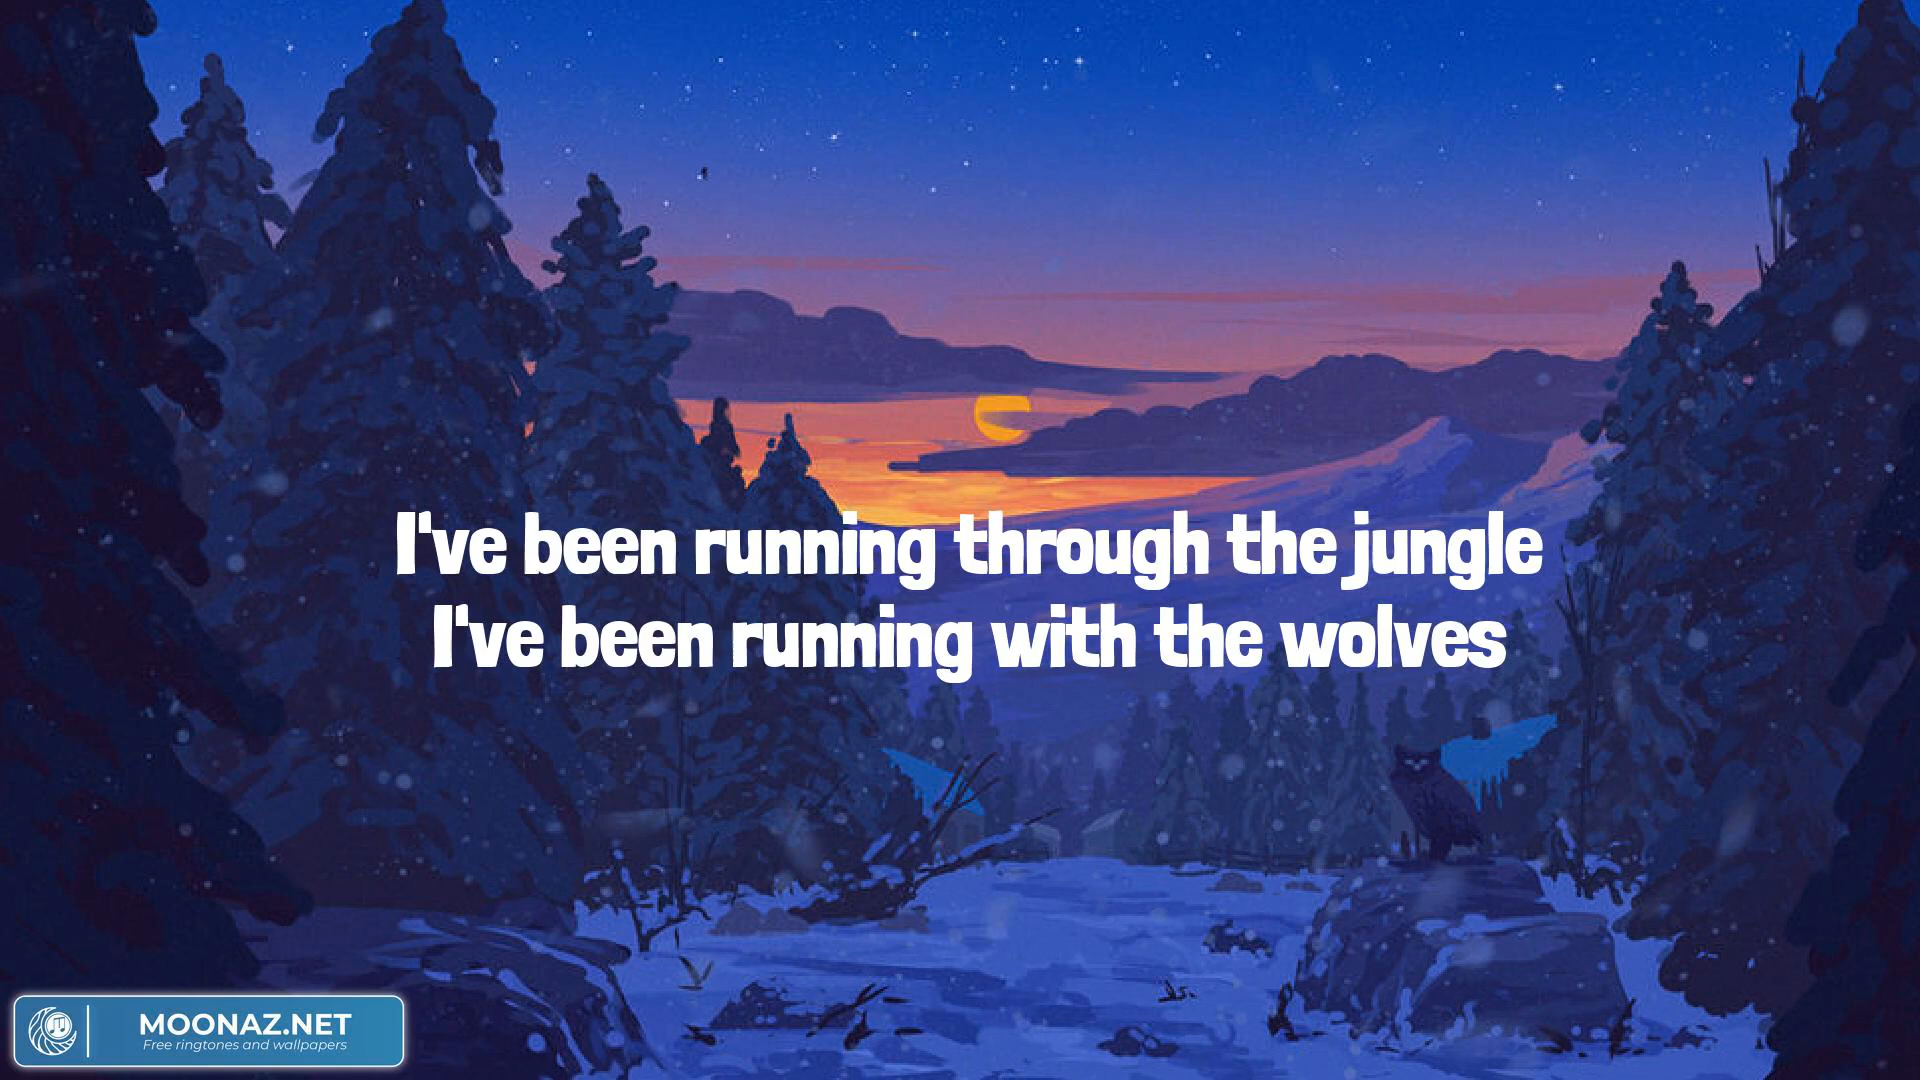 I've been running through the jungle
I've been running with the wolves
MOONAZ.NET
Free ringtones and wallpapers